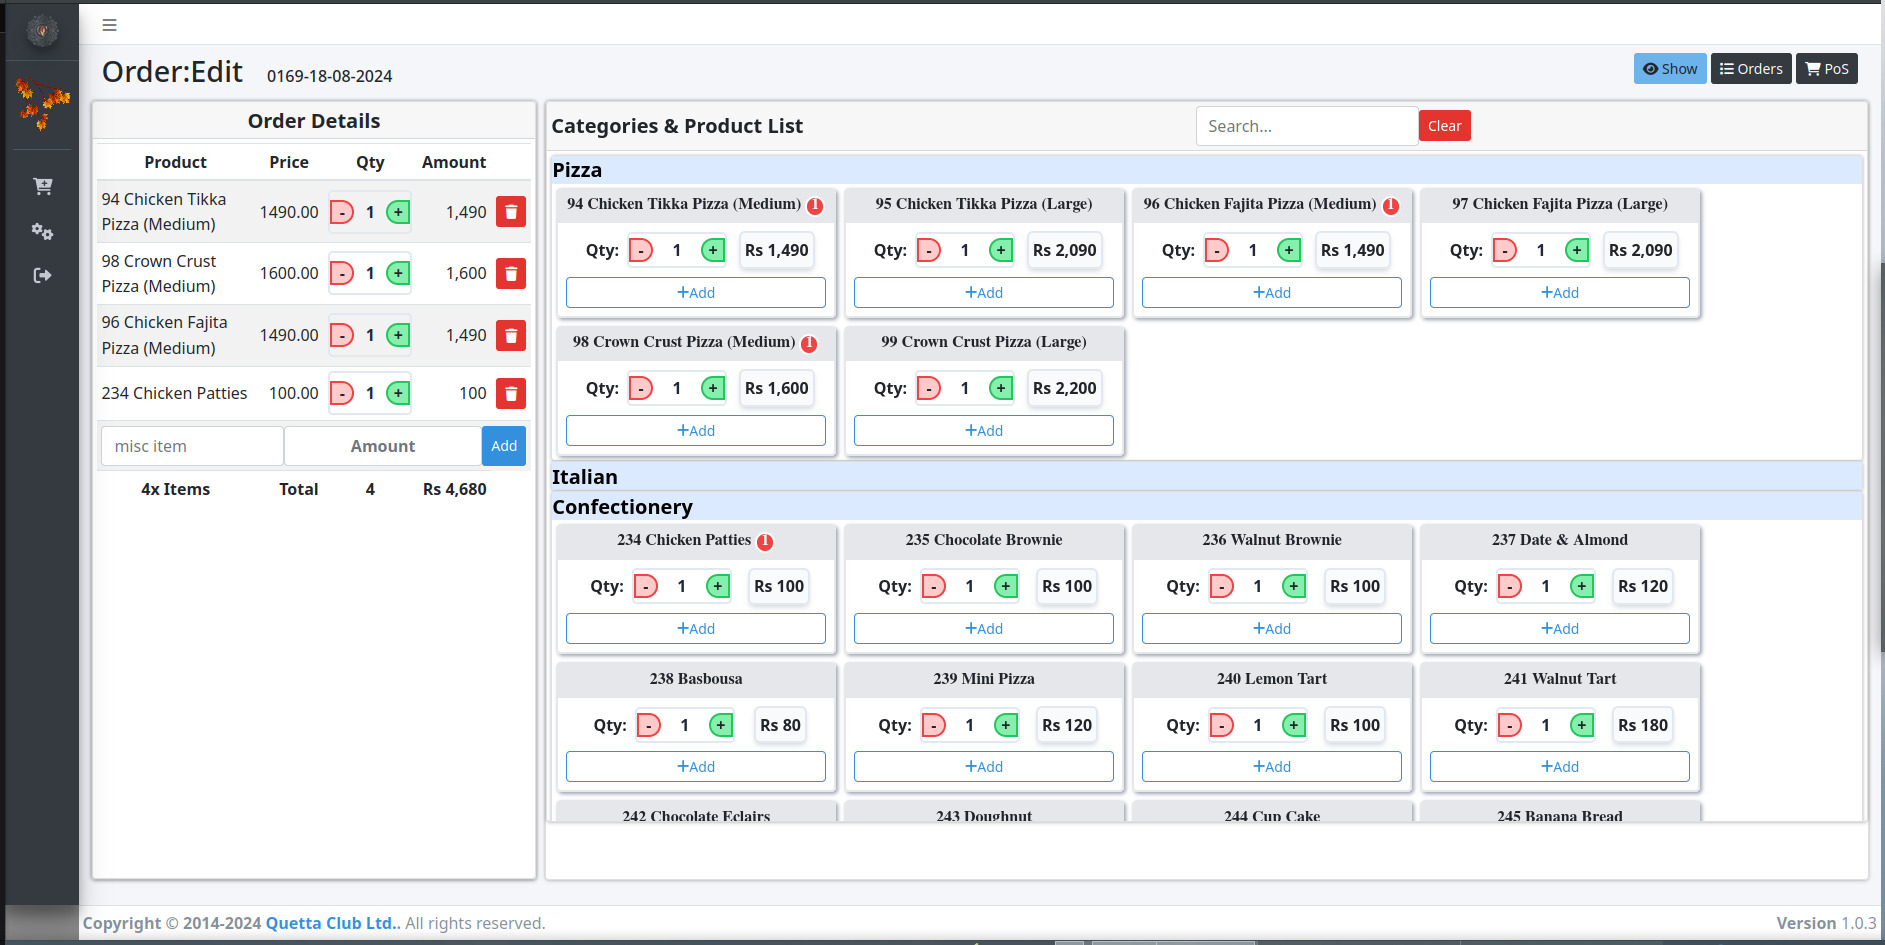 Order:Edit 0169-18-08-2024 Show Orders PoS
Order Details
Product Price Qty Amount
94 Chicken Tikka
Pizza (Medium) 1490.00 - 1 + 1,490
98 Crown Crust
Pizza (Medium) 1600.00 - 1 + 1,600
96 Chicken Fajita
Pizza (Medium) 1490.00 - 1 + 1,490
234 Chicken Patties 100.00 - 1 + 100
misc item Amount Add
4x Items Total 4 Rs 4,680
Categories & Product List Search... Clear
Pizza
94 Chicken Tikka Pizza (Medium) 1 95 Chicken Tikka Pizza (Large) 96 Chicken Fajita Pizza (Medium) 1 97 Chicken Fajita Pizza (Large)
Qty: - 1 + Rs 1,490 Qty: - 1 + Rs 2,090 Qty: - 1 + Rs 1,490 Qty: - 1 + Rs 2,090
+Add +Add +Add +Add
98 Crown Crust Pizza (Medium) 1 99 Crown Crust Pizza (Large)
Qty: - 1 + Rs 1,600 Qty: - 1 + Rs 2,200
+Add +Add
Italian
Confectionery
234 Chicken Patties 1 235 Chocolate Brownie 236 Walnut Brownie 237 Date & Almond
Qty: - 1 + Rs 100 Qty: - 1 + Rs 100 Qty: - 1 + Rs 100 Qty: - 1 + Rs 120
+Add +Add +Add +Add
238 Basbousa 239 Mini Pizza 240 Lemon Tart 241 Walnut Tart
Qty: - 1 + Rs 80 Qty: - 1 + Rs 120 Qty: - 1 + Rs 100 Qty: - 1 + Rs 180
+Add +Add +Add +Add
242 Chocolate Eclairs 243 Doughnut 244 Cup Cake 245 Banana Bread
Copyright © 2014-2024 Quetta Club Ltd.. All rights reserved. Version 1.0.3